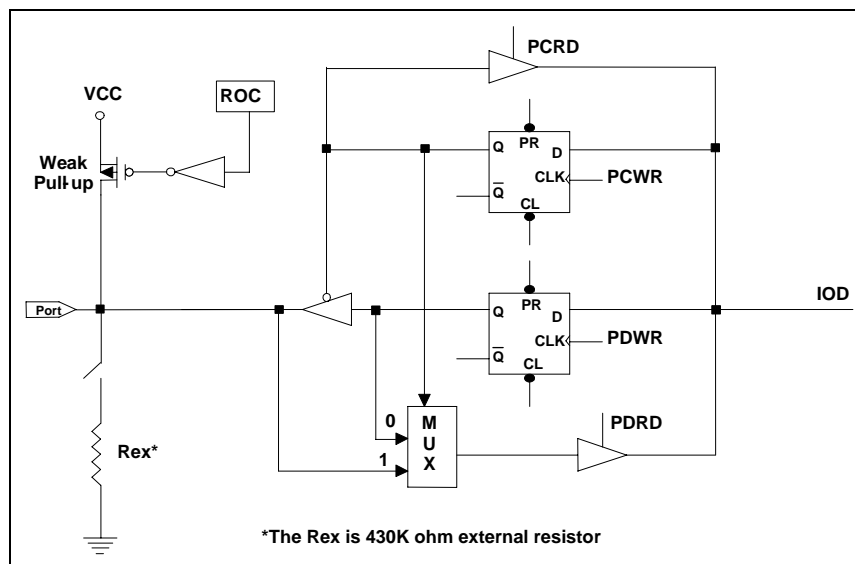 PCRD
VCC
ROC
Weak
Pull-up
Q
PR
D
CLK
PCWR
Q
CL
Port
Q
PR
D
IOD
CLK
PDWR
Q
CL
0
1
M
U
X
PDRD
Rex*
*The Rex is 430K ohm external resistor